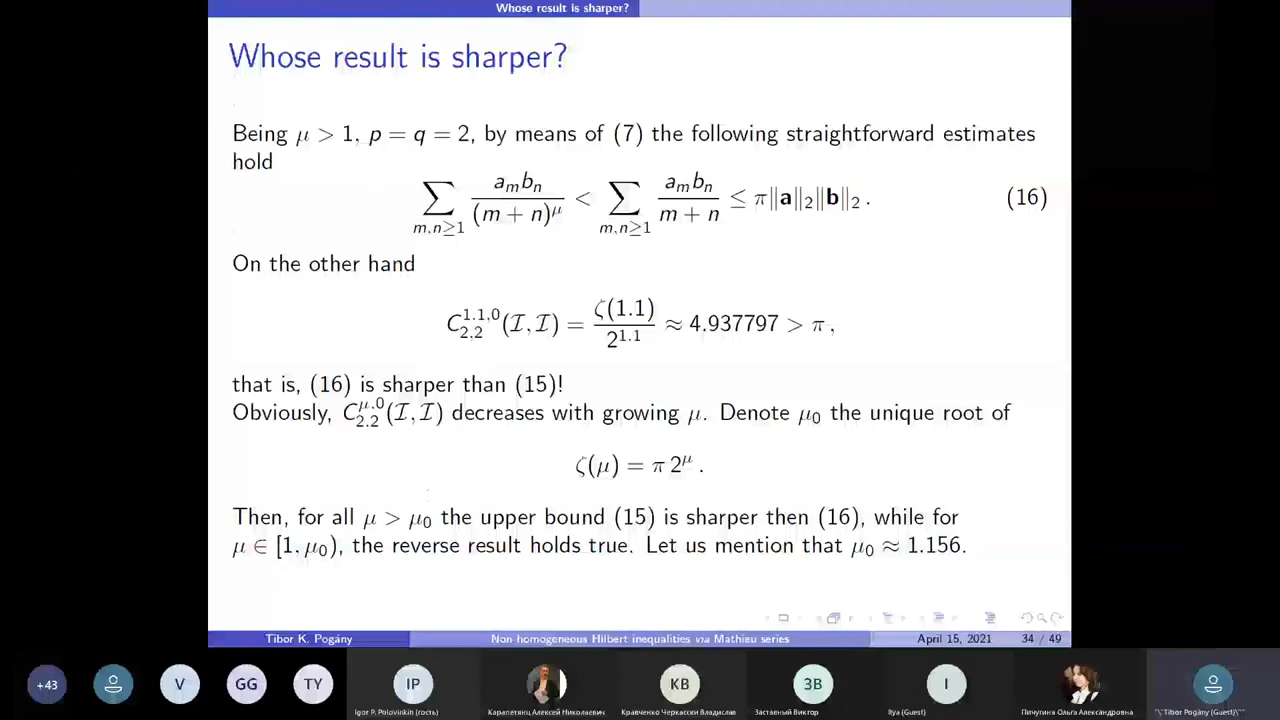 Whose result is sharper?
Whose result is sharper?
Being μ > 1, p = q = 2, by means of (7) the following straightforward estimates
hold
∑_{m,n≥1} a_m b_n / (m + n)^μ < ∑_{m,n≥1} a_m b_n / m + n ≤ π‖a‖₂‖b‖₂ . (16)
On the other hand
C_{2,2}^{1.1,0}(I, I) = ζ(1.1) / 2^{1.1} ≈ 4.937797 > π ,
that is, (16) is sharper than (15)!
Obviously, C_{2,2}^{μ,0}(I, I) decreases with growing μ. Denote μ₀ the unique root of
ζ(μ) = π 2^μ .
Then, for all μ > μ₀ the upper bound (15) is sharper then (16), while for
μ ∈ [1, μ₀), the reverse result holds true. Let us mention that μ₀ ≈ 1.156.
Tibor K. Pogány Non-homogeneous Hilbert inequalities via Mathieu series April 15, 2021 34 / 49
+43 V GG TY IP KB ЗВ I
Igor P. Polovinkin (гость) Карапетянц Алексей Николаевич Кравченко Черкасский Владислав Заставный Виктор Ilya (Guest) Пичугина Ольга Александровна "\"Tibor Pogány (Guest)\""